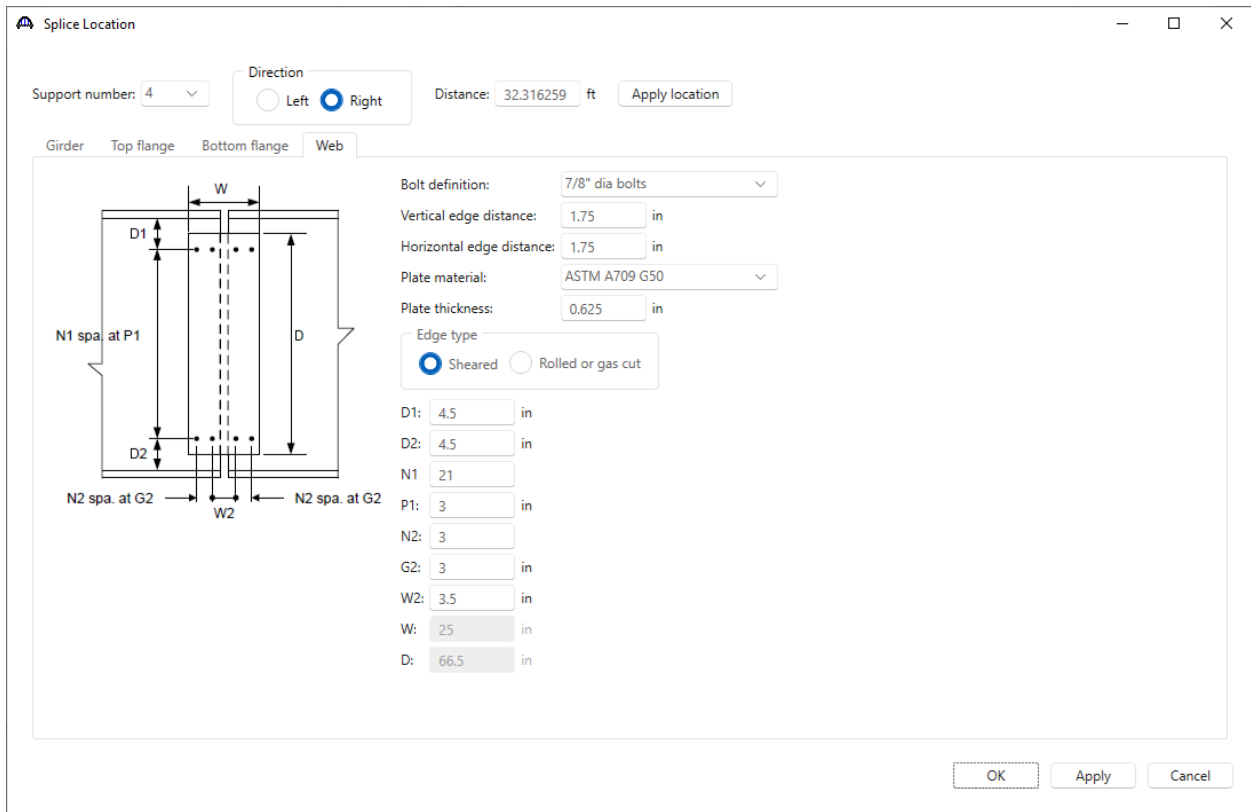 Splice Location
Support number: 4 Direction Left Right Distance: 32.316259 ft Apply location
Girder Top flange Bottom flange Web
W
D1
N1 spa. at P1
D
D2
N2 spa. at G2 N2 spa. at G2
W2
Bolt definition: 7/8" dia bolts
Vertical edge distance: 1.75 in
Horizontal edge distance: 1.75 in
Plate material: ASTM A709 G50
Plate thickness: 0.625 in
Edge type
Sheared Rolled or gas cut
D1: 4.5 in
D2: 4.5 in
N1 21
P1: 3 in
N2: 3
G2: 3 in
W2: 3.5 in
W: 25 in
D: 66.5 in
OK Apply Cancel